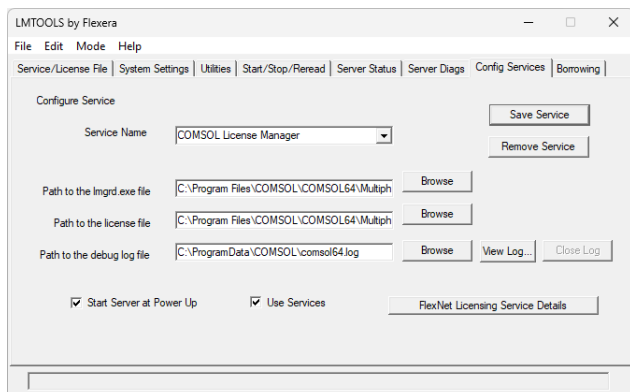 LMTOOLS by Flexera
File Edit Mode Help
Service/License File System Settings Utilities Start/Stop/Reread Server Status Server Diags Config Services Borrowing
Configure Service
Save Service
Service Name COMSOL License Manager
Remove Service
Path to the lmgrd.exe file C:\Program Files\COMSOL\COMSOL64\Multiph Browse
Path to the license file C:\Program Files\COMSOL\COMSOL64\Multiph Browse
Path to the debug log file C:\ProgramData\COMSOL\comsol64.log Browse View Log... Close Log
Start Server at Power Up Use Services FlexNet Licensing Service Details